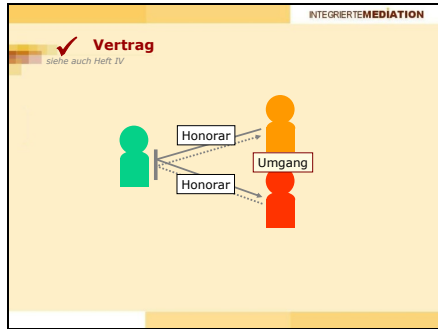 INTEGRIERTEMEDIATION
Vertrag
siehe auch Heft IV
Honorar
Umgang
Honorar